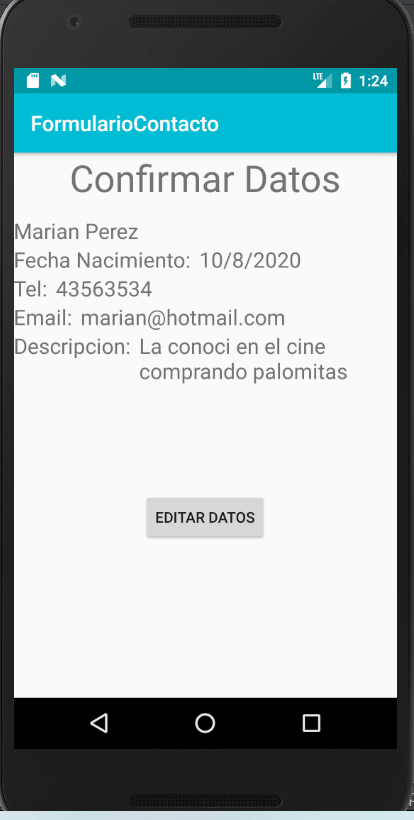 LTE 1:24
FormularioContacto
Confirmar Datos
Marian Perez
Fecha Nacimiento: 10/8/2020
Tel: 43563534
Email: marian@hotmail.com
Descripcion: La conoci en el cine
comprando palomitas
EDITAR DATOS